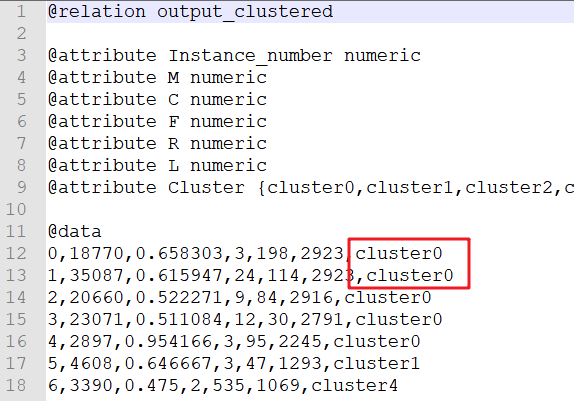 1 @relation output_clustered
2
3 @attribute Instance_number numeric
4 @attribute M numeric
5 @attribute C numeric
6 @attribute F numeric
7 @attribute R numeric
8 @attribute L numeric
9 @attribute Cluster {cluster0,cluster1,cluster2,c
10
11 @data
12 0,18770,0.658303,3,198,2923,cluster0
13 1,35087,0.615947,24,114,2923,cluster0
14 2,20660,0.522271,9,84,2916,cluster0
15 3,23071,0.511084,12,30,2791,cluster0
16 4,2897,0.954166,3,95,2245,cluster0
17 5,4608,0.646667,3,47,1293,cluster1
18 6,3390,0.475,2,535,1069,cluster4